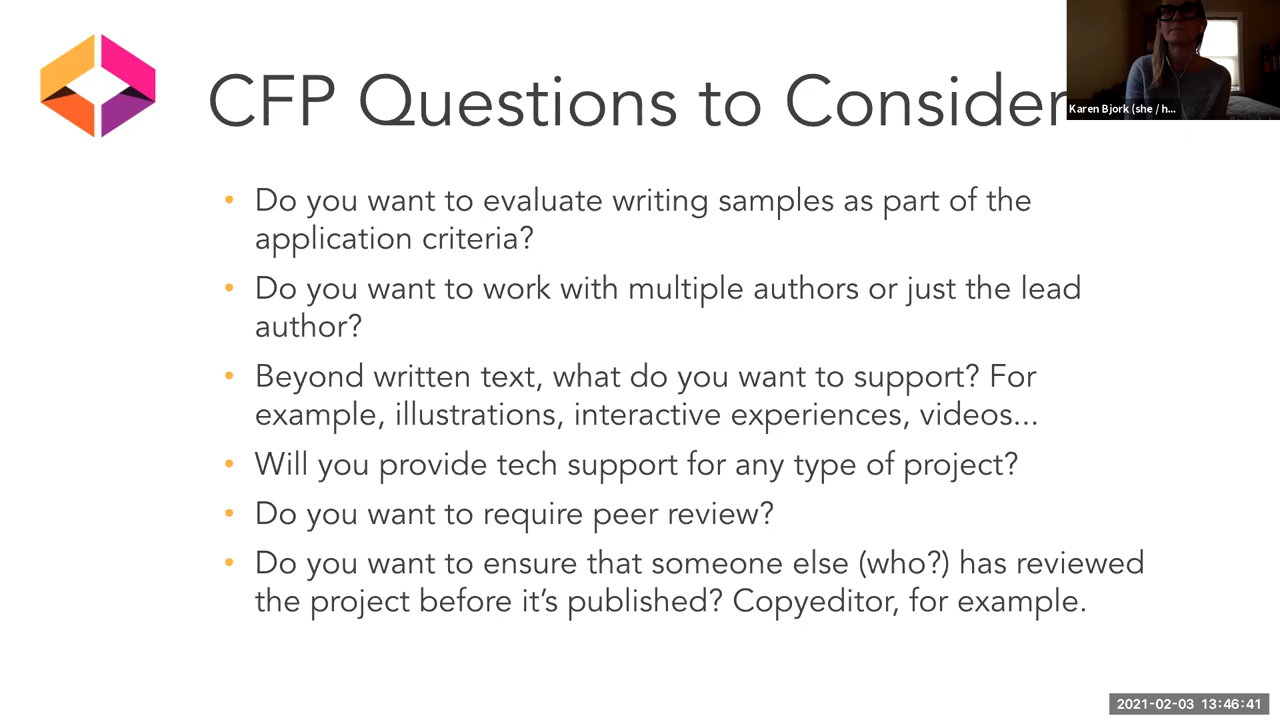 CFP Questions to Consider
Karen Bjork (she / h...
• Do you want to evaluate writing samples as part of the
application criteria?
• Do you want to work with multiple authors or just the lead
author?
• Beyond written text, what do you want to support? For
example, illustrations, interactive experiences, videos...
• Will you provide tech support for any type of project?
• Do you want to require peer review?
• Do you want to ensure that someone else (who?) has reviewed
the project before it’s published? Copyeditor, for example.
2021-02-03 13:46:41